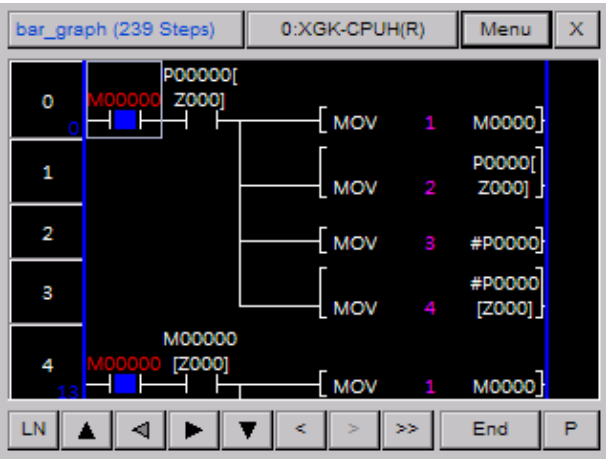 bar_graph (239 Steps) 0:XGK-CPUH(R) Menu X
P00000[
0 M00000 Z000]
0
MOV 1 M0000
P0000[
1
MOV 2 Z000]
2 MOV 3 #P0000
#P0000
3
MOV 4 [Z000]
M00000
4 M00000 [Z000]
13 MOV 1 M0000
LN < > >> End P